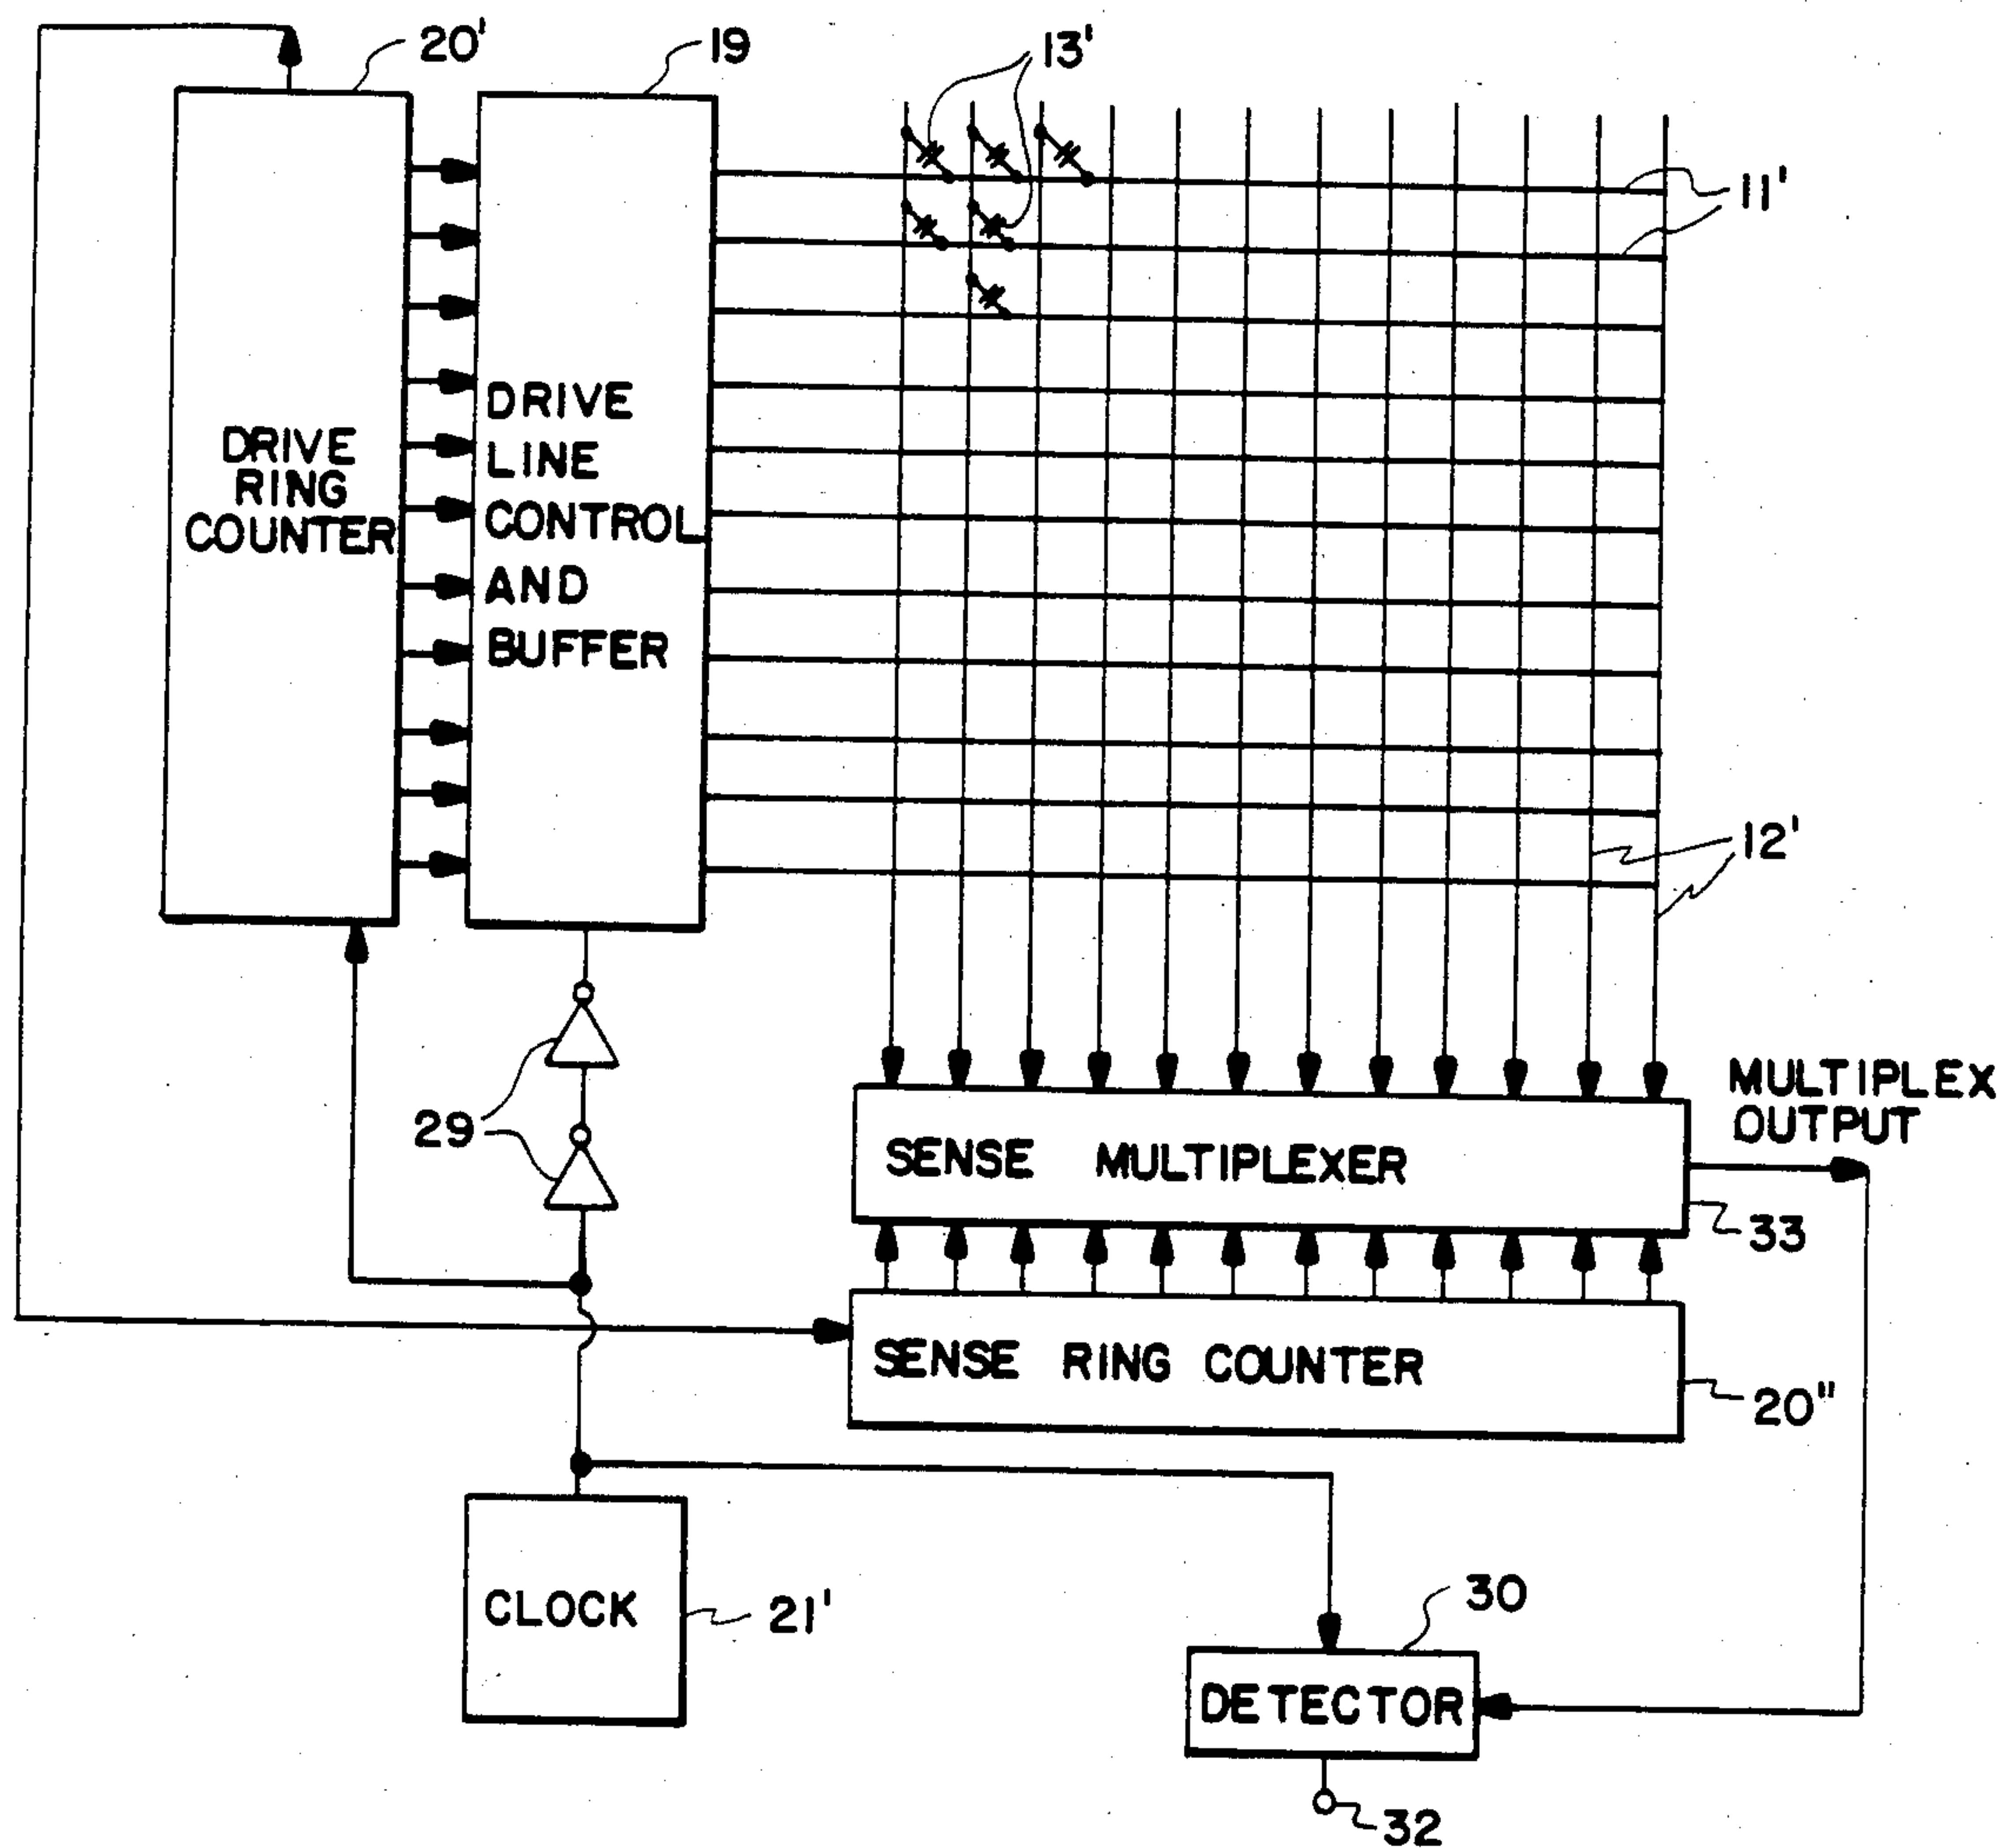 20'
19
13'
11'
DRIVE
RING
COUNTER
DRIVE
LINE
CONTROL
AND
BUFFER
12'
29
MULTIPLEX
OUTPUT
SENSE MULTIPLEXER
33
SENSE RING COUNTER
20"
CLOCK
21'
30
DETECTOR
32